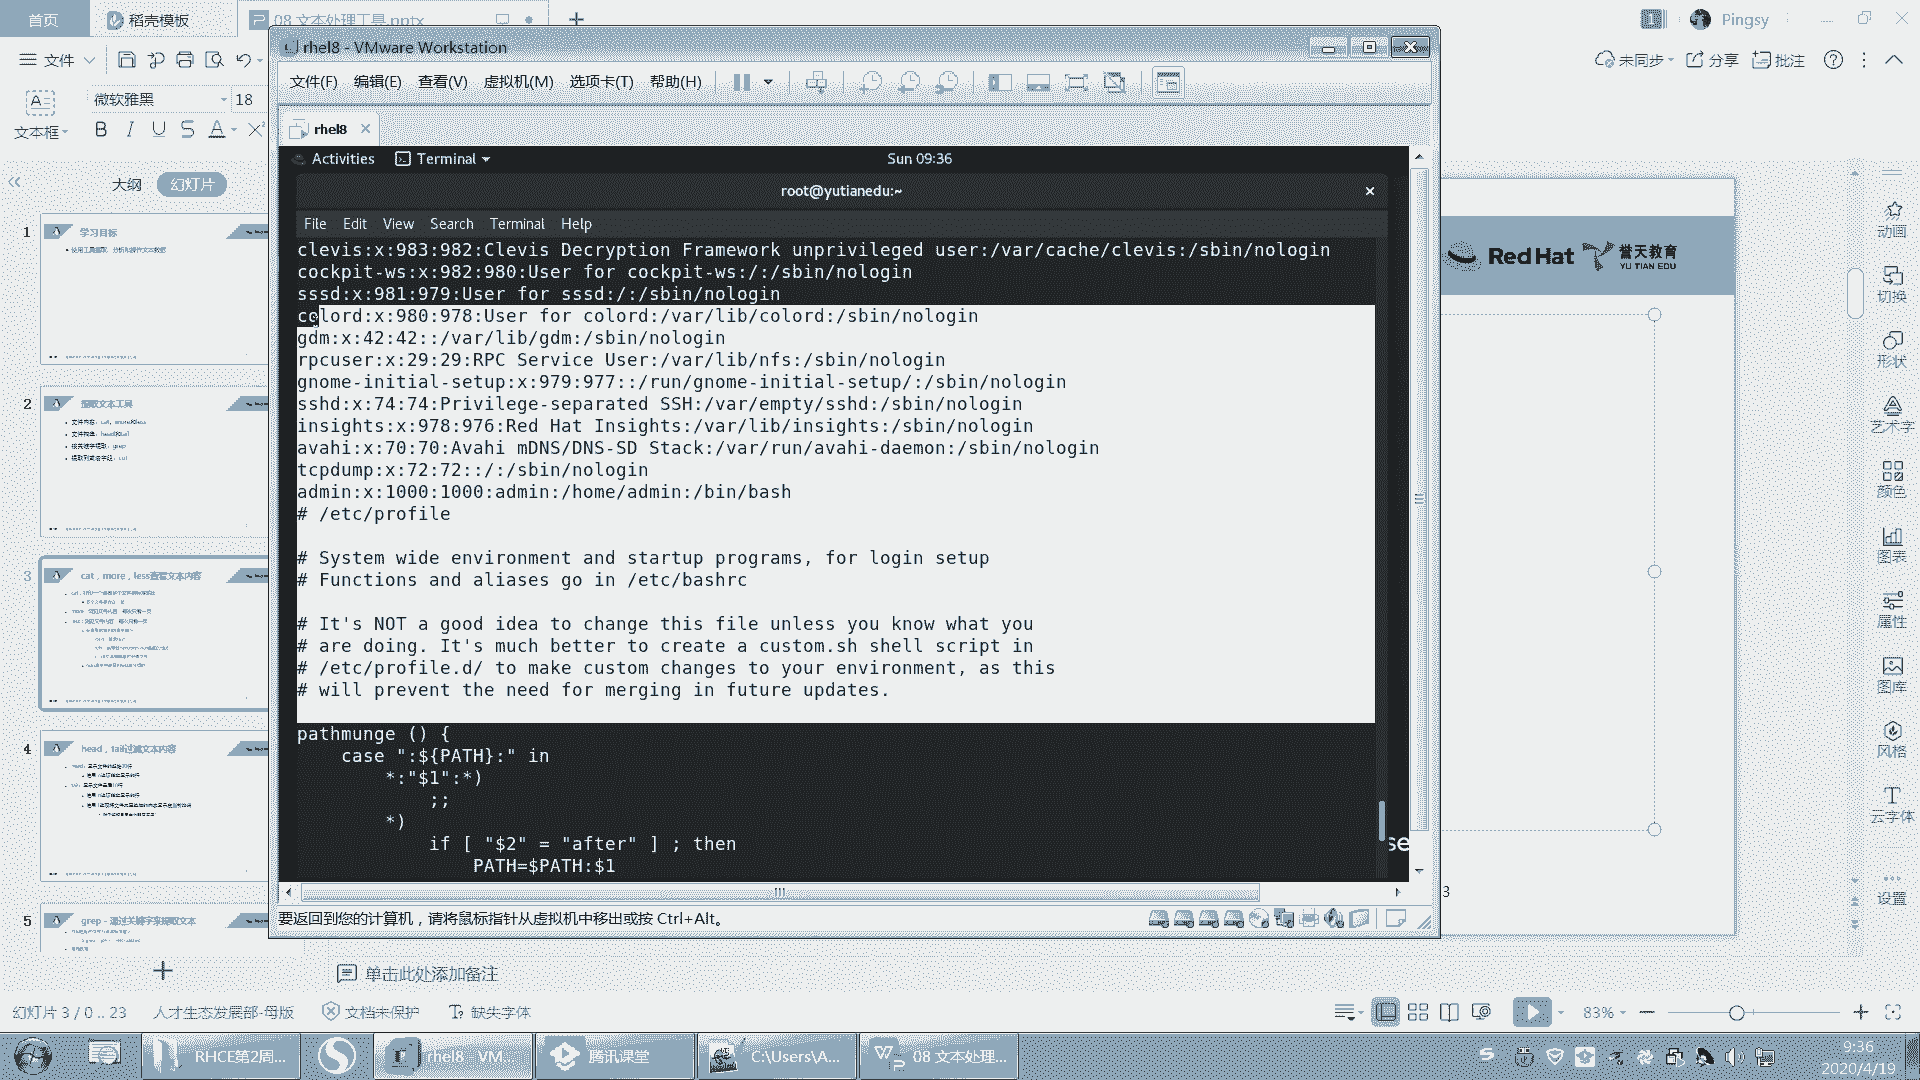 首页
稻壳模板
08 文本处理工具.pptx
Pingsy
文件
未同步
分享
批注
微软雅黑
18
文本框
大纲
幻灯片
1
学习目标
2
提取文本工具
3
cat，more，less查看文本内容
4
head，tail过滤文本内容
5
grep - 通过关键字来提取文本
rhel8 - VMware Workstation
文件(F) 编辑(E) 查看(V) 虚拟机(M) 选项卡(T) 帮助(H)
rhel8
Activities
Terminal
Sun 09:36
root@yutianedu:~
File Edit View Search Terminal Help
clevis:x:983:982:Clevis Decryption Framework unprivileged user:/var/cache/clevis:/sbin/nologin
cockpit-ws:x:982:980:User for cockpit-ws:/:/sbin/nologin
sssd:x:981:979:User for sssd:/:/sbin/nologin
colord:x:980:978:User for colord:/var/lib/colord:/sbin/nologin
gdm:x:42:42::/var/lib/gdm:/sbin/nologin
rpcuser:x:29:29:RPC Service User:/var/lib/nfs:/sbin/nologin
gnome-initial-setup:x:979:977::/run/gnome-initial-setup/:/sbin/nologin
sshd:x:74:74:Privilege-separated SSH:/var/empty/sshd:/sbin/nologin
insights:x:978:976:Red Hat Insights:/var/lib/insights:/sbin/nologin
avahi:x:70:70:Avahi mDNS/DNS-SD Stack:/var/run/avahi-daemon:/sbin/nologin
tcpdump:x:72:72::/:/sbin/nologin
admin:x:1000:1000:admin:/home/admin:/bin/bash
# /etc/profile
# System wide environment and startup programs, for login setup
# Functions and aliases go in /etc/bashrc
# It's NOT a good idea to change this file unless you know what you
# are doing. It's much better to create a custom.sh shell script in
# /etc/profile.d/ to make custom changes to your environment, as this
# will prevent the need for merging in future updates.
pathmunge () {
case ":${PATH}:" in
*:"$1":*)
;;
*)
if [ "$2" = "after" ] ; then
PATH=$PATH:$1
se
要返回到您的计算机，请将鼠标指针从虚拟机中移出或按 Ctrl+Alt。
Red Hat
誉天教育
YU TIAN EDU
3
动画
切换
形状
艺术字
颜色
图表
属性
图库
风格
云字体
设置
单击此处添加备注
幻灯片 3 / 0 .. 23
人才生态发展部-母版
文档未保护
缺失字体
83%
RHCE第2周...
rhel8 - VM...
腾讯课堂
C:\Users\A...
08 文本处理...
9:36
2020/4/19